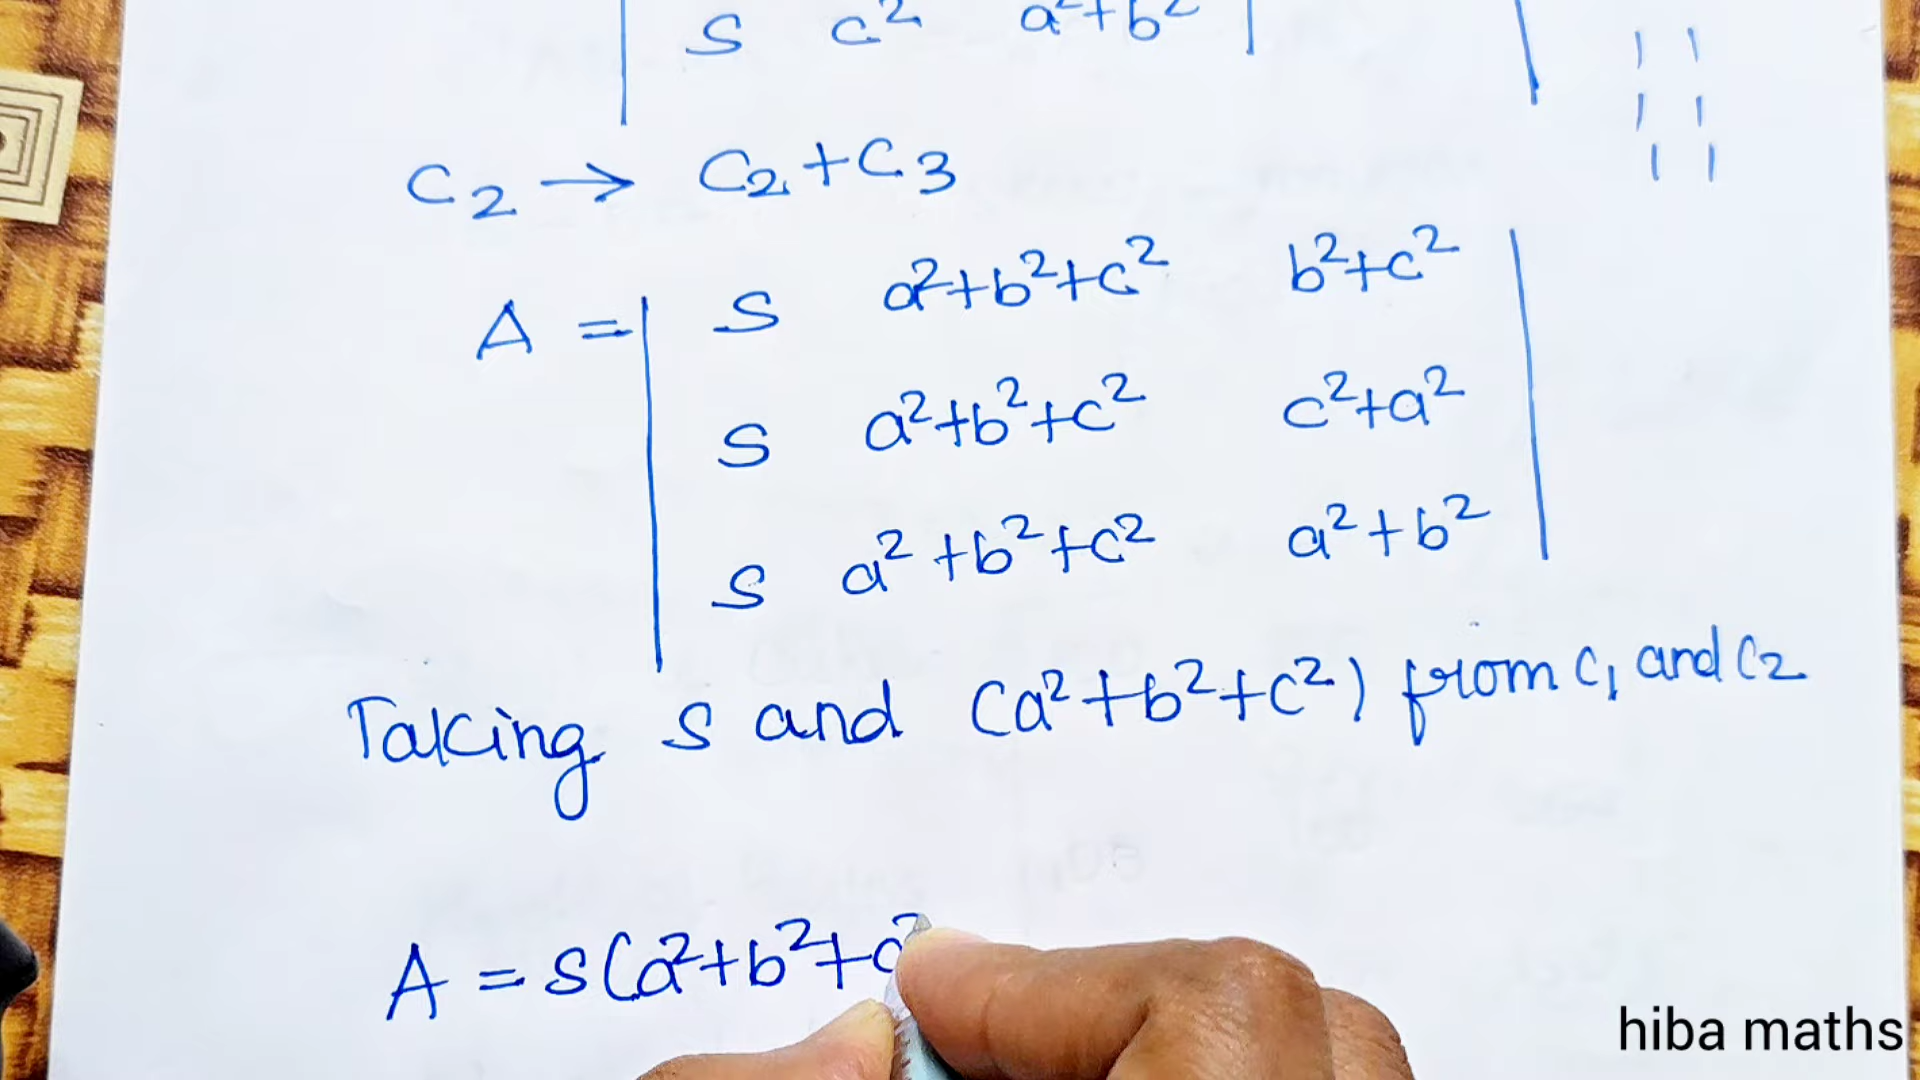 s c² a²+b²
C₂ → C₂+C₃
A = | s a²+b²+c² b²+c² |
s a²+b²+c² c²+a²
s a²+b²+c² a²+b²
Taking s and (a²+b²+c²) from C₁ and C₂
A = s(a²+b²+c²
hiba maths